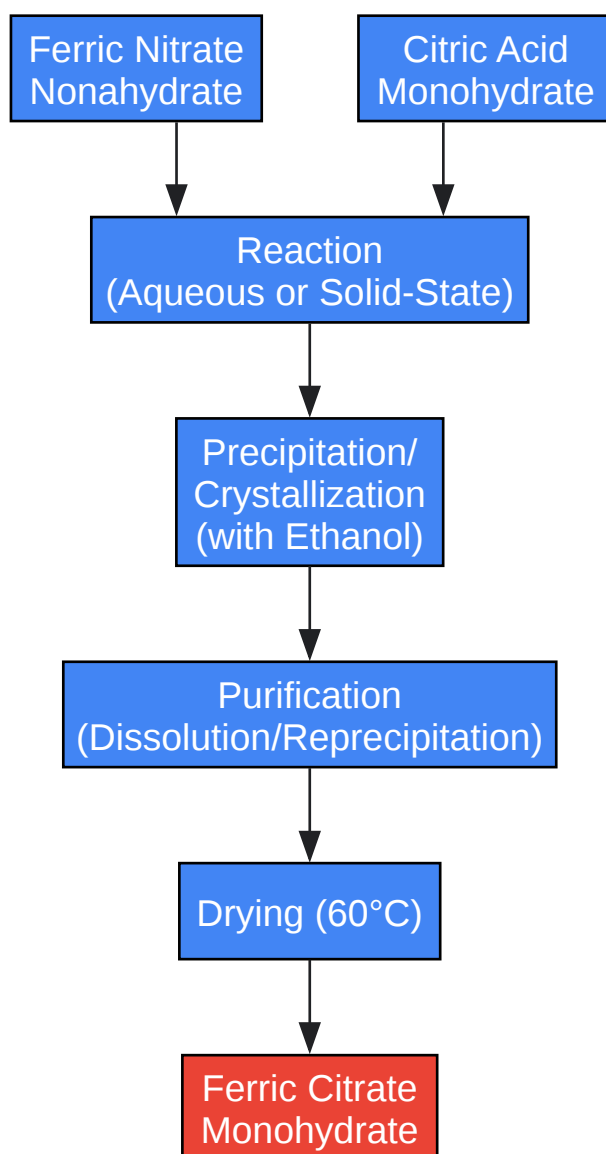 Ferric Nitrate
Nonahydrate
Citric Acid
Monohydrate
Reaction
(Aqueous or Solid-State)
Precipitation/
Crystallization
(with Ethanol)
Purification
(Dissolution/Reprecipitation)
Drying (60°C)
Ferric Citrate
Monohydrate